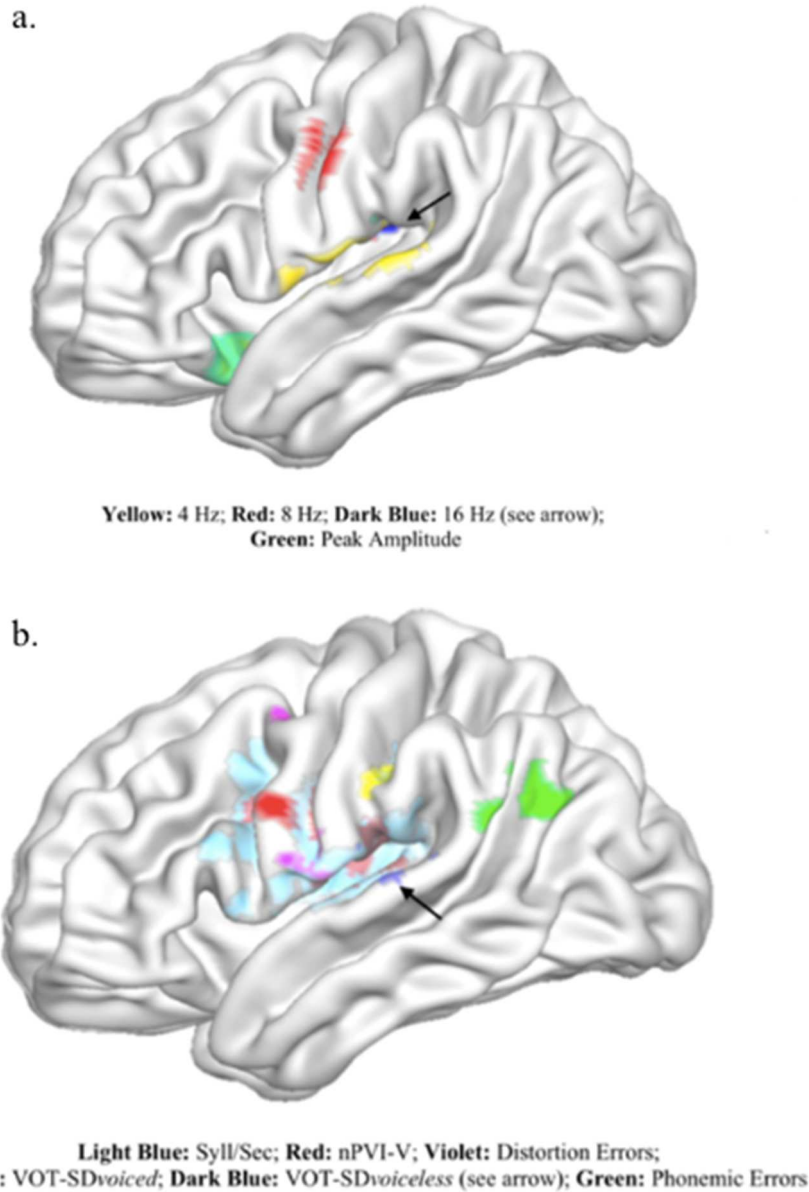 a.
Yellow: 4 Hz; Red: 8 Hz; Dark Blue: 16 Hz (see arrow);
Green: Peak Amplitude
b.
Light Blue: Syll/Sec; Red: nPVI-V; Violet: Distortion Errors;
: VOT-SDvoiced; Dark Blue: VOT-SDvoiceless (see arrow); Green: Phonemic Errors